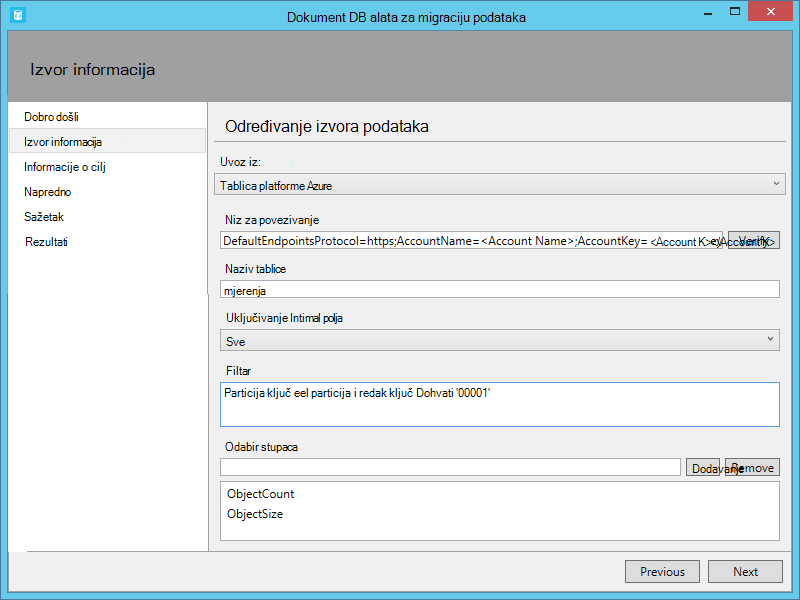 Dokument DB alata za migraciju podataka
Izvor informacija
Dobro došli
Izvor informacija
Informacije o cilj
Napredno
Sažetak
Rezultati
Određivanje izvora podataka
Uvoz iz:
Tablica platforme Azure
Niz za povezivanje
DefaultEndpointsProtocol=https;AccountName=<Account Name>;AccountKey= <Account K> Verify
Naziv tablice
mjerenja
Uključivanje Intimal polja
Sve
Filtar
Particija ključ eel particija i redak ključ Dohvati '00001'
Odabir stupaca
Dodavanje Remove
ObjectCount
ObjectSize
Previous Next